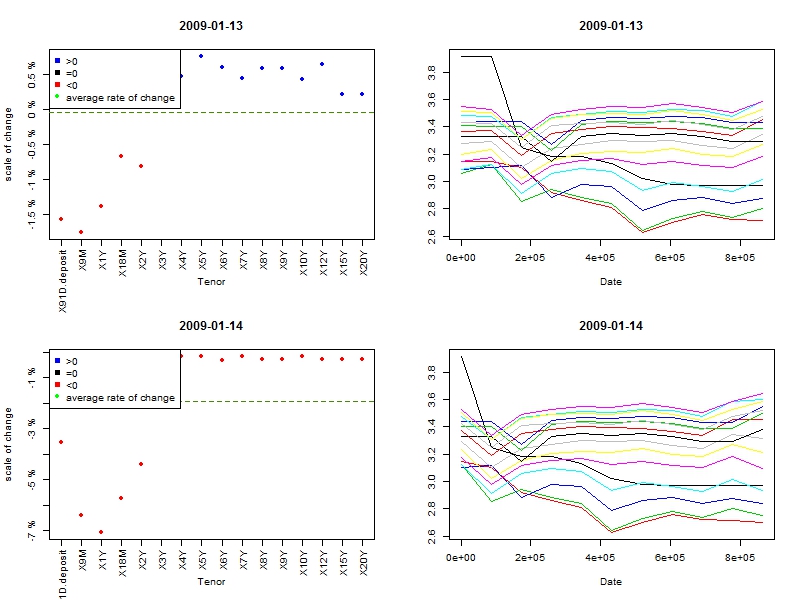 2009-01-13
>0
=0
<0
average rate of change
scale of change
0.5 %
0 %
-0.5 %
-1 %
-1.5 %
X91D.deposit
X9M
X1Y
X18M
X2Y
X3Y
X4Y
X5Y
X6Y
X7Y
X8Y
X9Y
X10Y
X12Y
X15Y
X20Y
Tenor
2009-01-13
3.8
3.6
3.4
3.2
3.0
2.8
2.6
0e+00
2e+05
4e+05
6e+05
8e+05
Date
2009-01-14
>0
=0
<0
average rate of change
scale of change
-1 %
-3 %
-5 %
-7 %
1D.deposit
X9M
X1Y
X18M
X2Y
X3Y
X4Y
X5Y
X6Y
X7Y
X8Y
X9Y
X10Y
X12Y
X15Y
X20Y
Tenor
2009-01-14
3.8
3.6
3.4
3.2
3.0
2.8
2.6
0e+00
2e+05
4e+05
6e+05
8e+05
Date